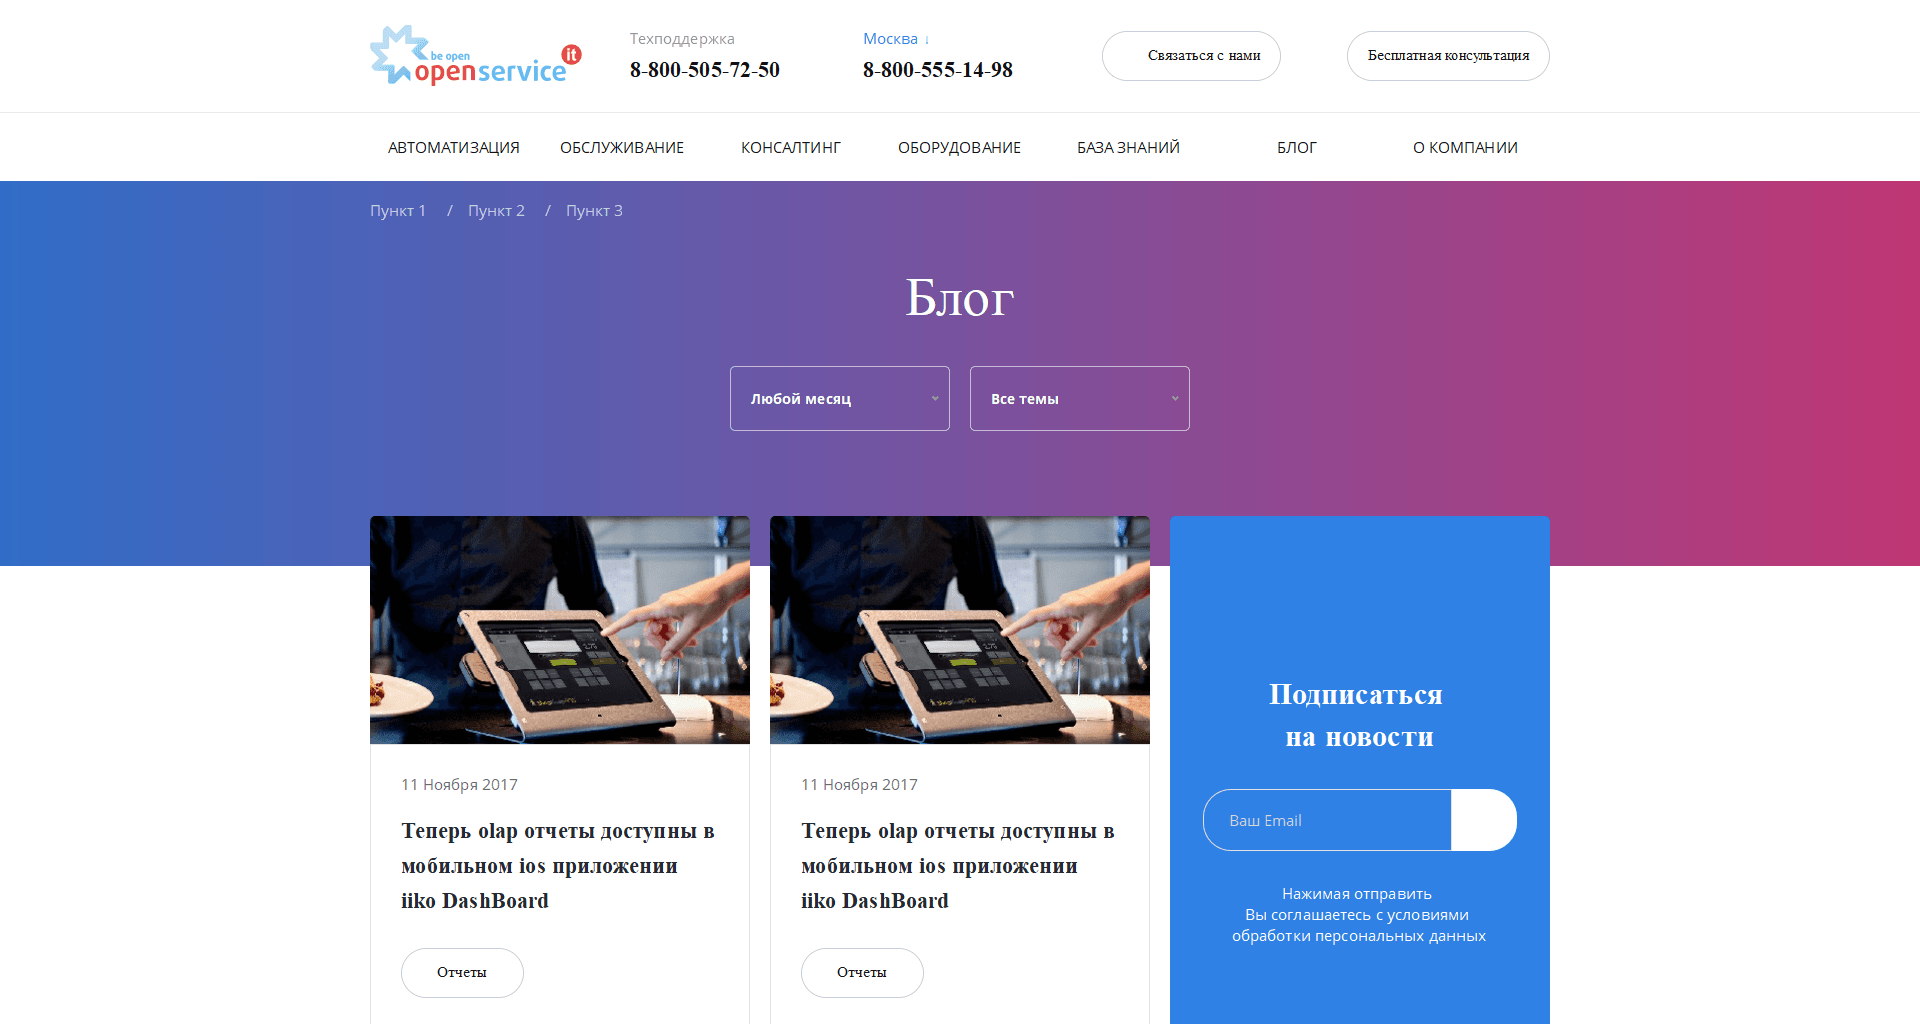 be open
openservice it
Техподдержка
8-800-505-72-50
Москва ↓
8-800-555-14-98
Связаться с нами
Бесплатная консультация
АВТОМАТИЗАЦИЯ
ОБСЛУЖИВАНИЕ
КОНСАЛТИНГ
ОБОРУДОВАНИЕ
БАЗА ЗНАНИЙ
БЛОГ
О КОМПАНИИ
Пункт 1 / Пункт 2 / Пункт 3
Блог
Любой месяц
Все темы
11 Ноября 2017
Теперь olap отчеты доступны в
мобильном ios приложении
iiko DashBoard
Отчеты
11 Ноября 2017
Теперь olap отчеты доступны в
мобильном ios приложении
iiko DashBoard
Отчеты
Подписаться
на новости
Ваш Email
Нажимая отправить
Вы соглашаетесь с условиями
обработки персональных данных